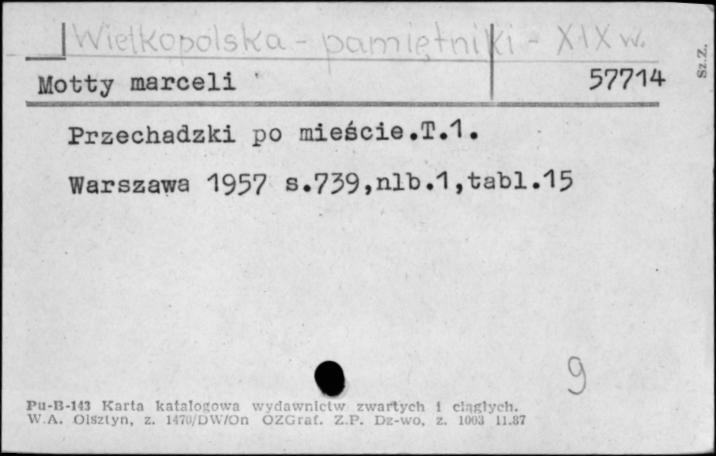 Wielkopolska - pamiętniki - XIX w.
Sz.Z.
Motty marceli 57714
Przechadzki po mieście.T.1.
Warszawa 1957 s.739,nlb.1,tabl.15
9
Pu-B-143 Karta katalogowa wydawnictw zwartych i ciągłych.
W.A. Olsztyn, z. 1470/DW/On OZGraf. Z.P. Dz-wo, z. 1003 11.87